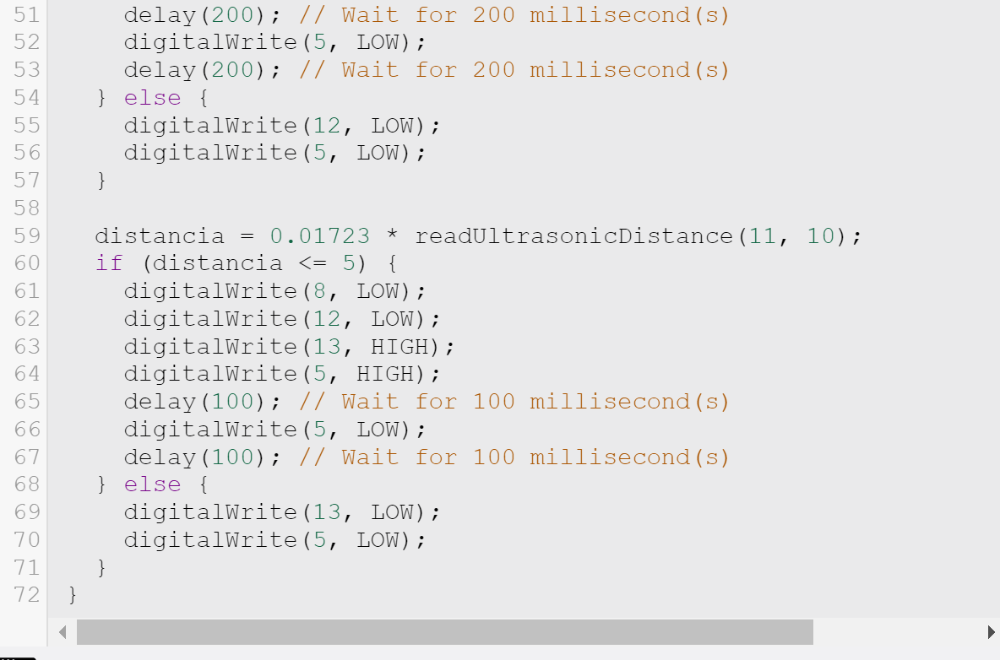 51 delay(200); // Wait for 200 millisecond(s)
52 digitalWrite(5, LOW);
53 delay(200); // Wait for 200 millisecond(s)
54 } else {
55 digitalWrite(12, LOW);
56 digitalWrite(5, LOW);
57 }
58
59 distancia = 0.01723 * readUltrasonicDistance(11, 10);
60 if (distancia <= 5) {
61 digitalWrite(8, LOW);
62 digitalWrite(12, LOW);
63 digitalWrite(13, HIGH);
64 digitalWrite(5, HIGH);
65 delay(100); // Wait for 100 millisecond(s)
66 digitalWrite(5, LOW);
67 delay(100); // Wait for 100 millisecond(s)
68 } else {
69 digitalWrite(13, LOW);
70 digitalWrite(5, LOW);
71 }
72 }